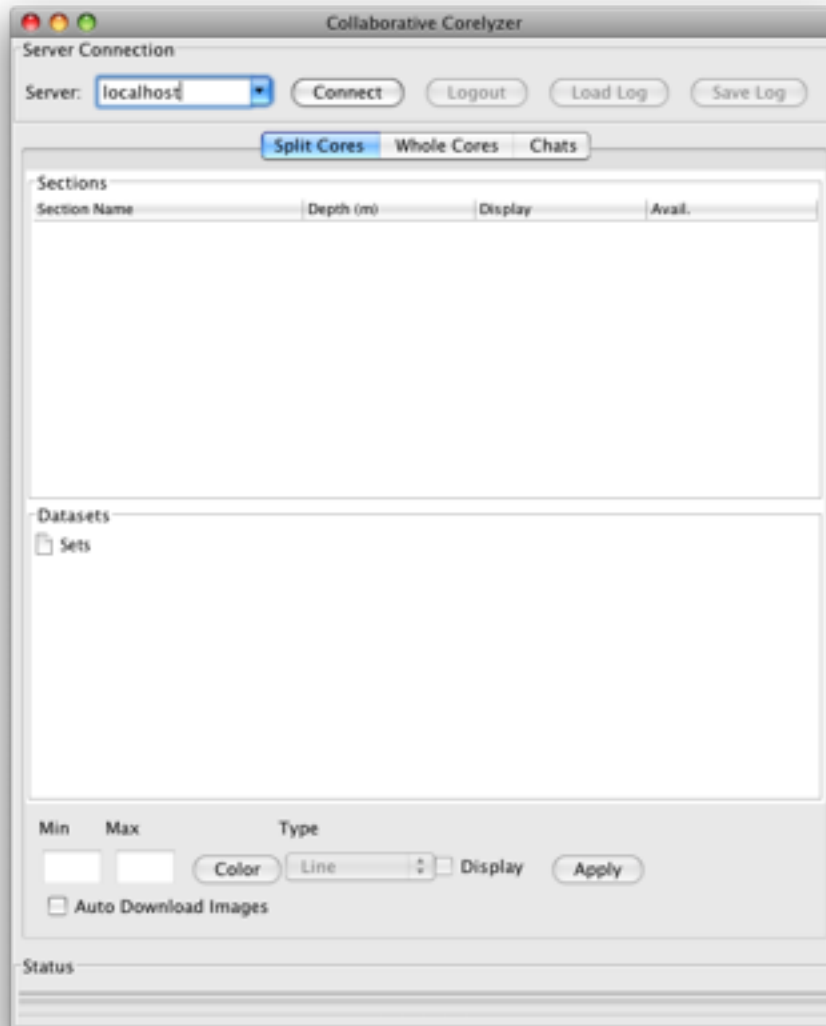 Collaborative Corelyzer
Server Connection
Server: localhost Connect Logout Load Log Save Log
Split Cores Whole Cores Chats
Sections
Section Name Depth (m) Display Avail.
Datasets
Sets
Min Max Type
Color Line Display Apply
Auto Download Images
Status